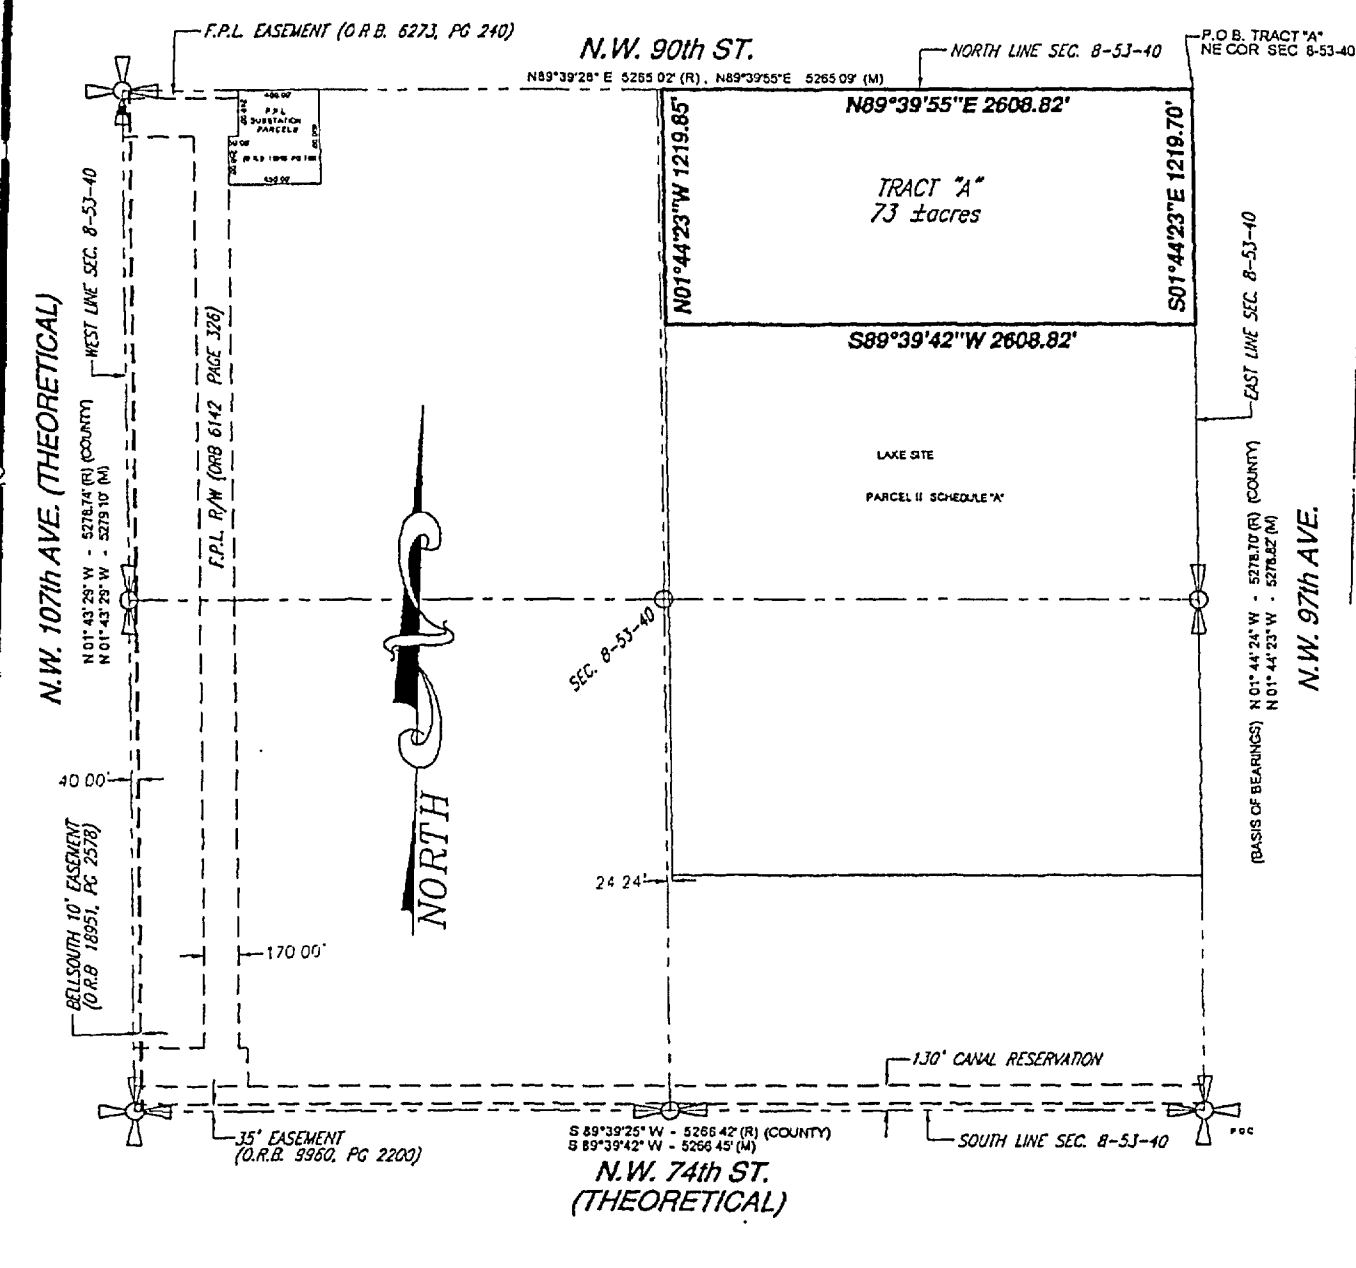 F.P.L. EASEMENT (O.R.B. 6273, PG 240)
N.W. 90th ST.
N89°39'28" E 5265 02' (R), N89°39'55"E 5265 09' (M)
NORTH LINE SEC. 8-53-40
P.O B. TRACT "A"
NE COR SEC 8-53-40
F.P.L
SUBSTATION
450.00'
N89°39'55"E 2608.82'
N01°44'23"W 1219.85'
S01°44'23"E 1219.70'
TRACT "A"
73 ±acres
S89°39'42"W 2608.82'
WEST LINE SEC. 8-53-40
EAST LINE SEC. 8-53-40
N.W. 107th AVE. (THEORETICAL)
N 01° 43' 29" W - 5278.74' (R) (COUNTY)
N 01° 43' 29" W - 5279 10' (M)
F.P.L. R/W (ORB 6142 PAGE 326)
LAKE SITE
PARCEL II SCHEDULE "A"
SEC. 8-53-40
N.W. 97th AVE.
(BASIS OF BEARINGS) N 01° 44' 24" W - 5278.70' (R) (COUNTY)
N 01° 44' 23" W - 5278.82' (M)
40 00'
NORTH
24 24'
BELLSOUTH 10' EASEMENT
(O.R.B 18951, PG 2578)
170 00'
130' CANAL RESERVATION
35' EASEMENT
(O.R.B. 9960, PG 2200)
S 89°39'25" W - 5266 42' (R) (COUNTY)
S 89°39'42" W - 5266 45' (M)
SOUTH LINE SEC. 8-53-40
P O C
N.W. 74th ST.
(THEORETICAL)